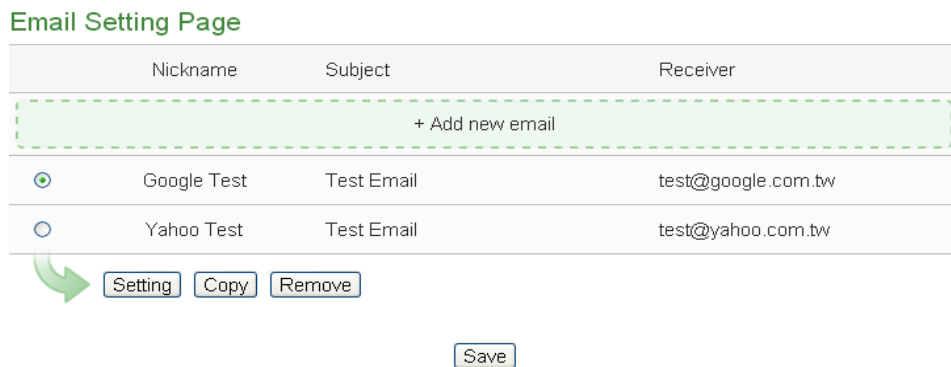 Email Setting Page
Nickname Subject Receiver
+ Add new email
Google Test Test Email test@google.com.tw
Yahoo Test Test Email test@yahoo.com.tw
Setting Copy Remove
Save